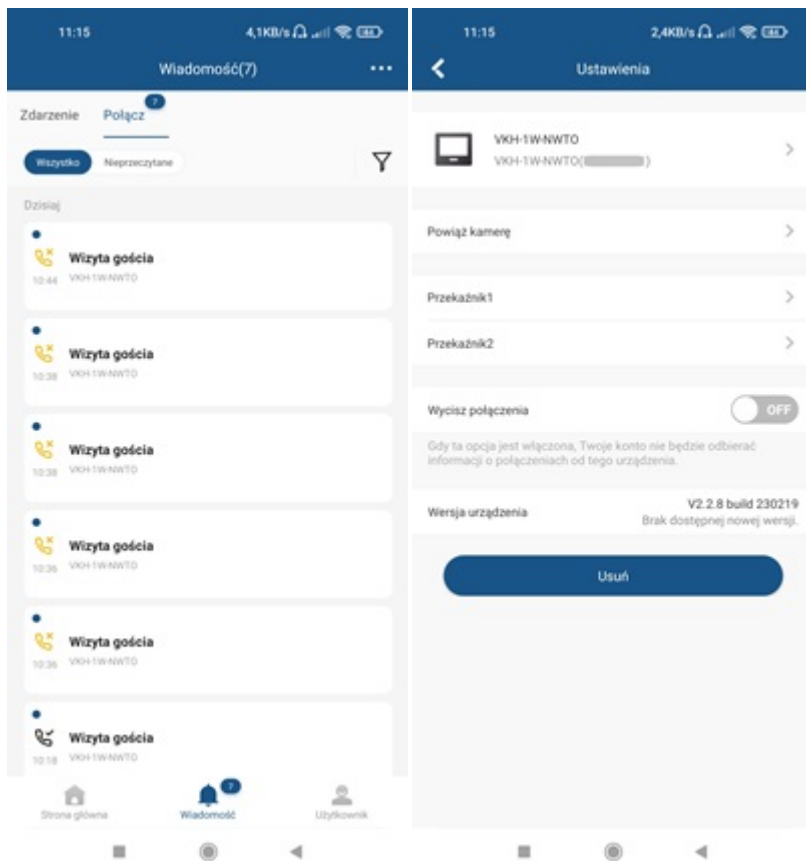 11:15
4,1KB/s
Wiadomość(7)
Zdarzenie
Połącz
7
Wszystko
Nieprzeczytane
Dzisiaj
Wizyta gościa
10:44
VKH-1W-NWTO
Wizyta gościa
10:38
VKH-1W-NWTO
Wizyta gościa
10:38
VKH-1W-NWTO
Wizyta gościa
10:36
VKH-1W-NWTO
Wizyta gościa
10:36
VKH-1W-NWTO
Wizyta gościa
10:18
VKH-1W-NWTO
Strona główna
Wiadomość
7
Użytkownik
11:15
2,4KB/s
Ustawienia
VKH-1W-NWTO
VKH-1W-NWTO( )
Powiąż kamerę
Przekaźnik1
Przekaźnik2
Wycisz połączenia
OFF
Gdy ta opcja jest włączona, Twoje konto nie będzie odbierać
informacji o połączeniach od tego urządzenia.
Wersja urządzenia
V2.2.8 build 230219
Brak dostępnej nowej wersji.
Usuń